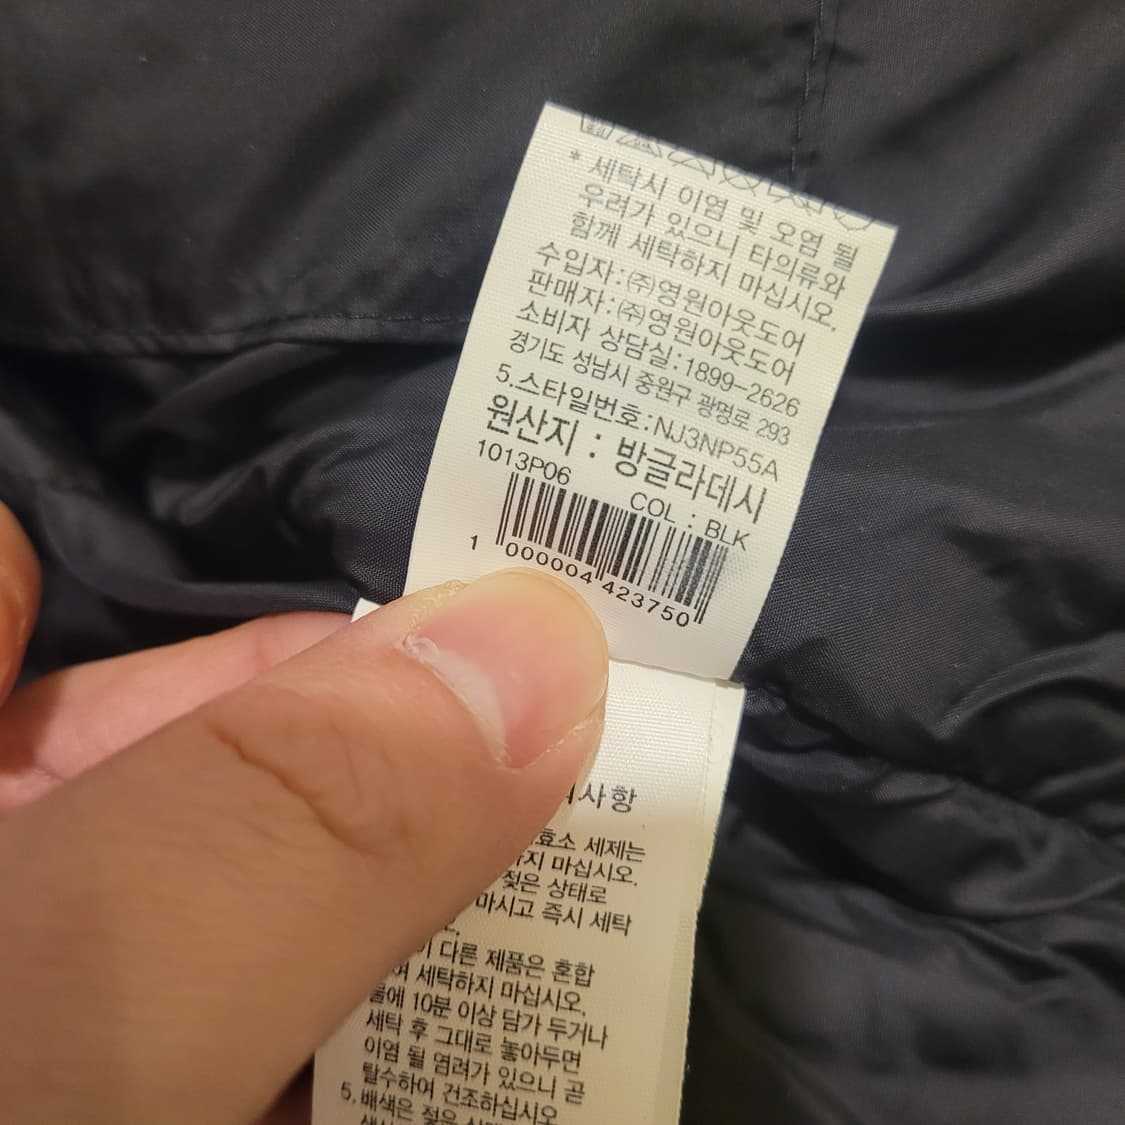 * 세탁시 이염 및 오염 될
우려가 있으니 타의류와
함께 세탁하지 마십시오.
수입자:(주)영원아웃도어
판매자:(주)영원아웃도어
소비자 상담실:1899-2626
경기도 성남시 중원구 광명로 293
5.스타일번호:NJ3NP55A
원산지 : 방글라데시
1013P06
COL : BLK
1 000004 423750
사항
효소 세제는
지 마십시오.
젖은 상태로
마시고 즉시 세탁
다른 제품은 혼합
여 세탁하지 마십시오.
물에 10분 이상 담가 두거나
세탁 후 그대로 놓아두면
이염 될 염려가 있으니 곧
탈수하여 건조하십시오
5.배색은 젖은